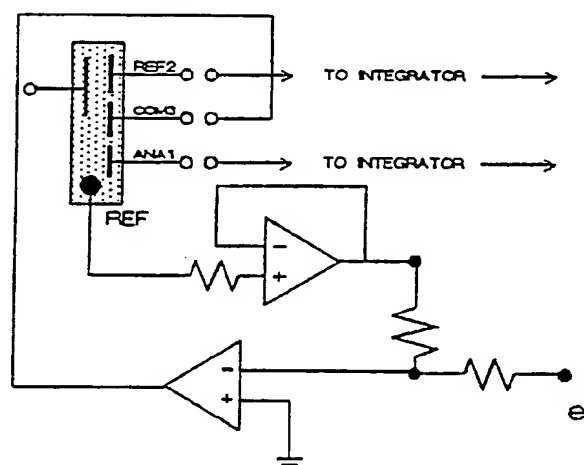 REF2 TO INTEGRATOR
COM3
ANA1 TO INTEGRATOR
REF
-
+
-
+
e